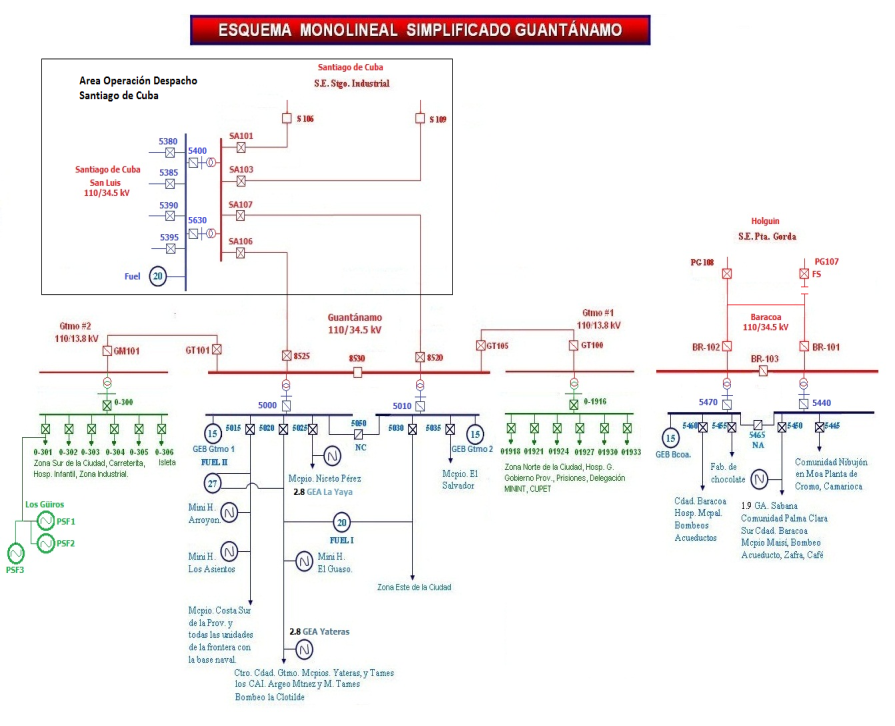 ESQUEMA MONOLINEAL SIMPLIFICADO GUANTÁNAMO
Area Operación Despacho
Santiago de Cuba
Santiago de Cuba
S.E. Stgo. Industrial
S 106
S 109
SA101
SA103
SA107
SA106
5380
5400
5385
5390
5630
5395
Santiago de Cuba
San Luis
110/34.5 kV
Fuel
20
Holguin
S.E. Pta. Gorda
PG 108
PG107
FS
Baracoa
110/34.5 kV
BR-102
BR-101
BR-103
Gtmo #2
110/13.8 kV
GM101
GT101
Guantánamo
110/34.5 kV
8525
8530
8520
Gtmo #1
110/13.8 kV
GT105
GT100
0-300
0-301
0-302
0-303
0-304
0-305
0-306
Zona Sur de la Ciudad, Carreterita,
Hosp. Infantil, Zona Industrial.
Isleta
Los Güiros
PSF1
PSF2
PSF3
5000
5010
15
GEB Gtmo 1
FUEL II
27
5015
5020
5025
5050
NC
5030
5035
15
GEB Gtmo 2
Mcpio. Niceto Pérez
2.8 GEA La Yaya
Mcpio. El
Salvador
Mini H.
Arroyon.
20
FUEL I
Mini H.
Los Asientos
Mini H.
El Guaso.
Zona Este de la Ciudad
Mcpio. Costa Sur
de la Prov. y
todas las unidades
de la frontera con
la base naval.
2.8 GEA Yateras
Ctro. Cdad. Gtmo. Mcpios. Yateras, y Tames
los CAI. Argeo Mtnez y M. Tames
Bombeo la Clotilde
0-1916
01918
01921
01924
01927
01930
01933
Zona Norte de la Ciudad, Hosp. G.
Gobierno Prov., Prisiones, Delegación
MININT, CUPET
5470
5440
15
GEB Bcoa.
5460
5455
5465
NA
5450
5445
Fab. de
chocolate
Cdad. Baracoa
Hosp. Mcpal.
Bombeos
Acueductos
Comunidad Nibujón
en Moa Planta de
Cromo, Camarioca
1.9 GA. Sabana
Comunidad Palma Clara
Sur Cdad. Baracoa
Mcpio Maisí, Bombeo
Acueducto, Zafra, Café